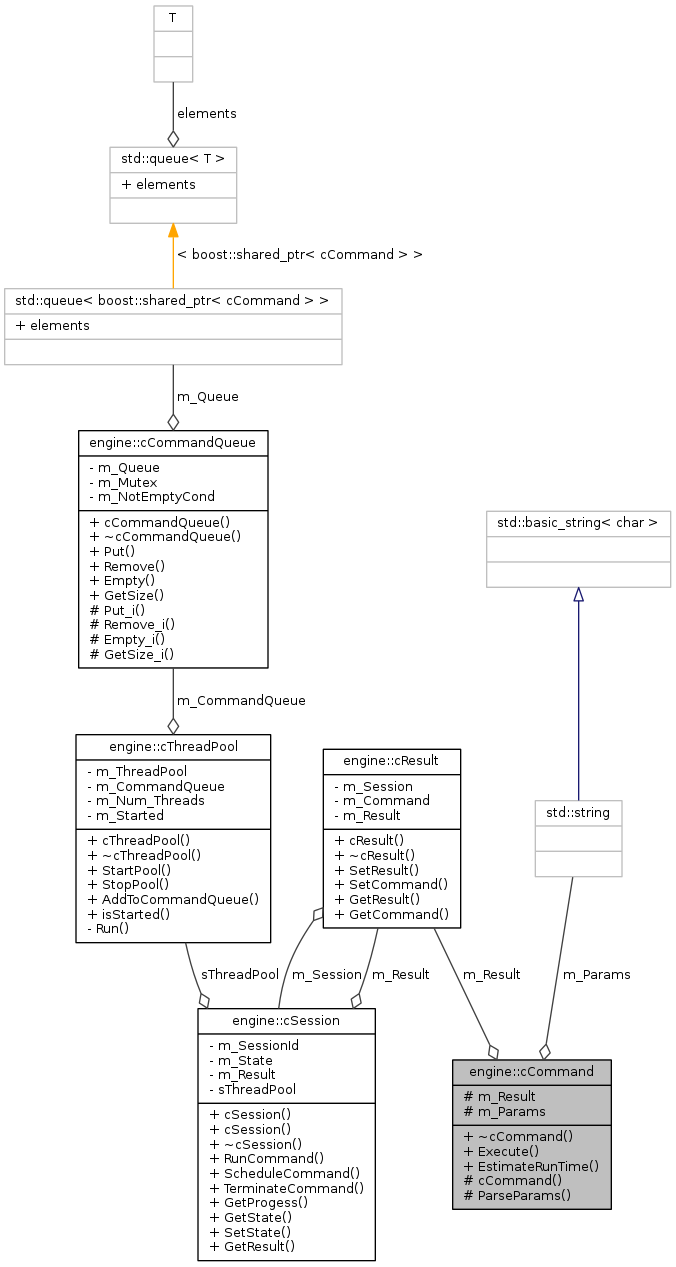 T
elements
std::queue< T >
+ elements
< boost::shared_ptr< cCommand > >
std::queue< boost::shared_ptr< cCommand > >
+ elements
m_Queue
engine::cCommandQueue
- m_Queue
- m_Mutex
- m_NotEmptyCond
+ cCommandQueue()
+ ~cCommandQueue()
+ Put()
+ Remove()
+ Empty()
+ GetSize()
# Put_i()
# Remove_i()
# Empty_i()
# GetSize_i()
std::basic_string< char >
m_CommandQueue
engine::cThreadPool
- m_ThreadPool
- m_CommandQueue
- m_Num_Threads
- m_Started
+ cThreadPool()
+ ~cThreadPool()
+ StartPool()
+ StopPool()
+ AddToCommandQueue()
+ isStarted()
- Run()
engine::cResult
- m_Session
- m_Command
- m_Result
+ cResult()
+ ~cResult()
+ SetResult()
+ SetCommand()
+ GetResult()
+ GetCommand()
std::string
sThreadPool
m_Session
m_Result
m_Result
m_Params
engine::cSession
- m_SessionId
- m_State
- m_Result
- sThreadPool
+ cSession()
+ cSession()
+ ~cSession()
+ RunCommand()
+ ScheduleCommand()
+ TerminateCommand()
+ GetProgess()
+ GetState()
+ SetState()
+ GetResult()
engine::cCommand
# m_Result
# m_Params
+ ~cCommand()
+ Execute()
+ EstimateRunTime()
# cCommand()
# ParseParams()